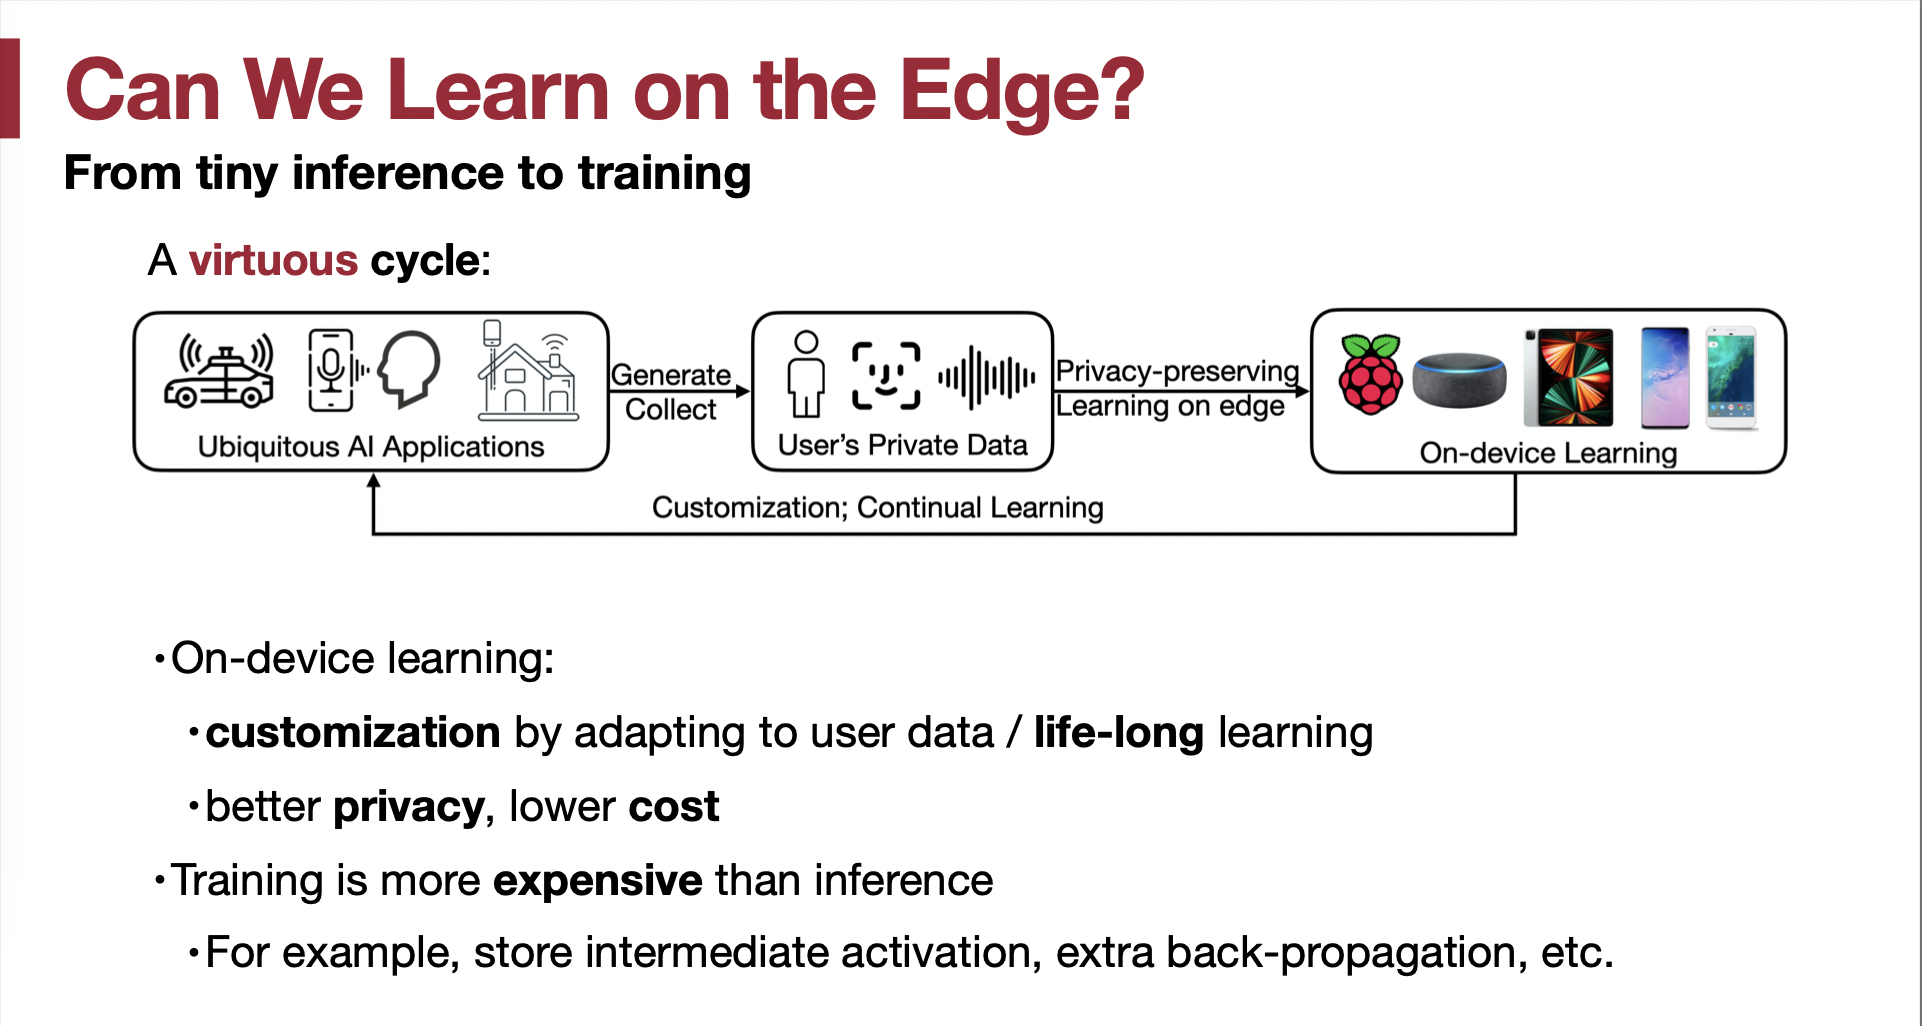 Can We Learn on the Edge?
From tiny inference to training
A virtuous cycle:
Ubiquitous AI Applications
Generate
Collect
User's Private Data
Privacy-preserving
Learning on edge
On-device Learning
Customization; Continual Learning
•On-device learning:
•customization by adapting to user data / life-long learning
•better privacy, lower cost
•Training is more expensive than inference
•For example, store intermediate activation, extra back-propagation, etc.